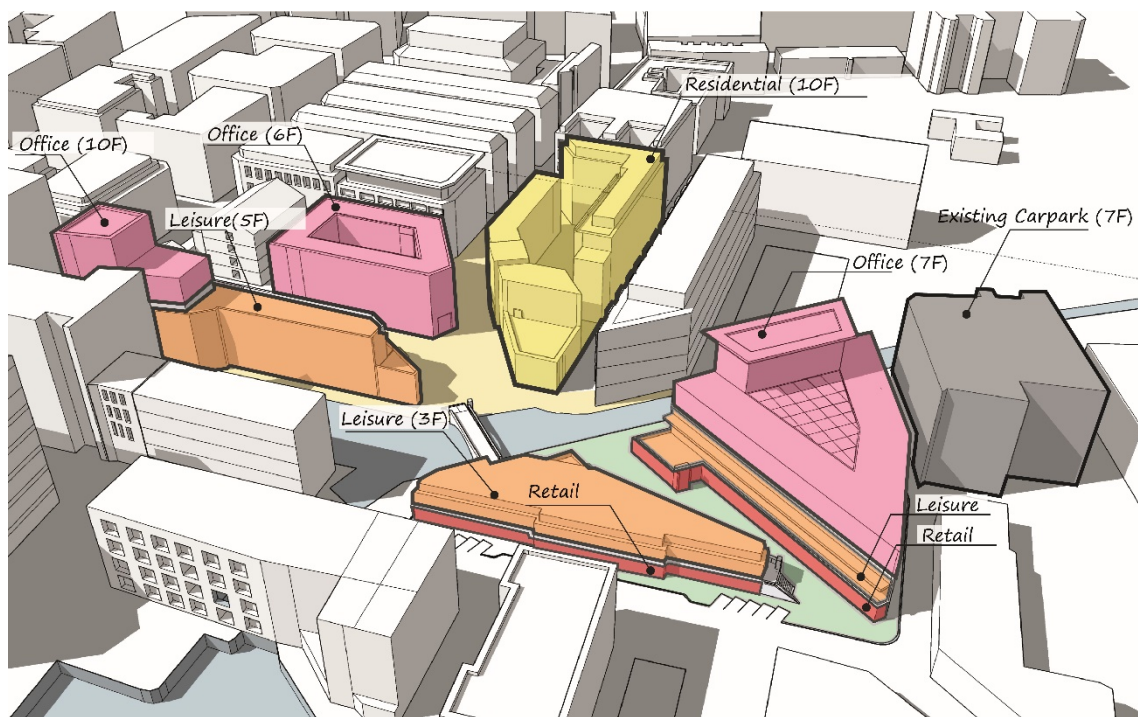 Residential (10F)
Office (10F)
Office (6F)
Leisure(5F)
Existing Carpark (7F)
Office (7F)
Leisure (3F)
Retail
Leisure
Retail